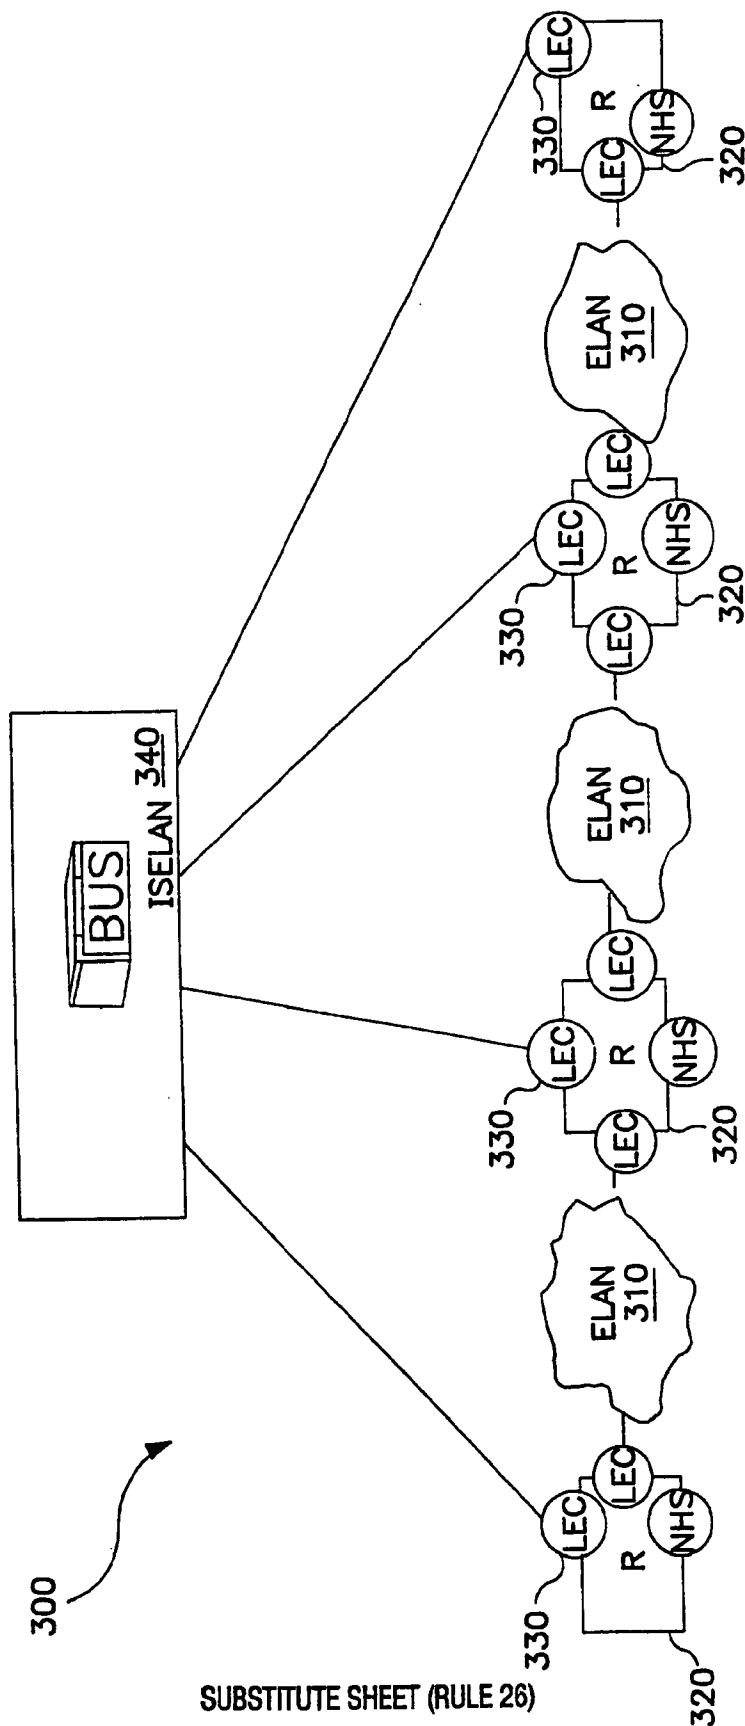 300
BUS
ISELAN 340
330
LEC
LEC
R
NHS
320
ELAN
310
330
LEC
LEC
R
LEC
NHS
320
ELAN
310
330
LEC
LEC
R
LEC
NHS
320
ELAN
310
330
LEC
LEC
R
NHS
320
SUBSTITUTE SHEET (RULE 26)